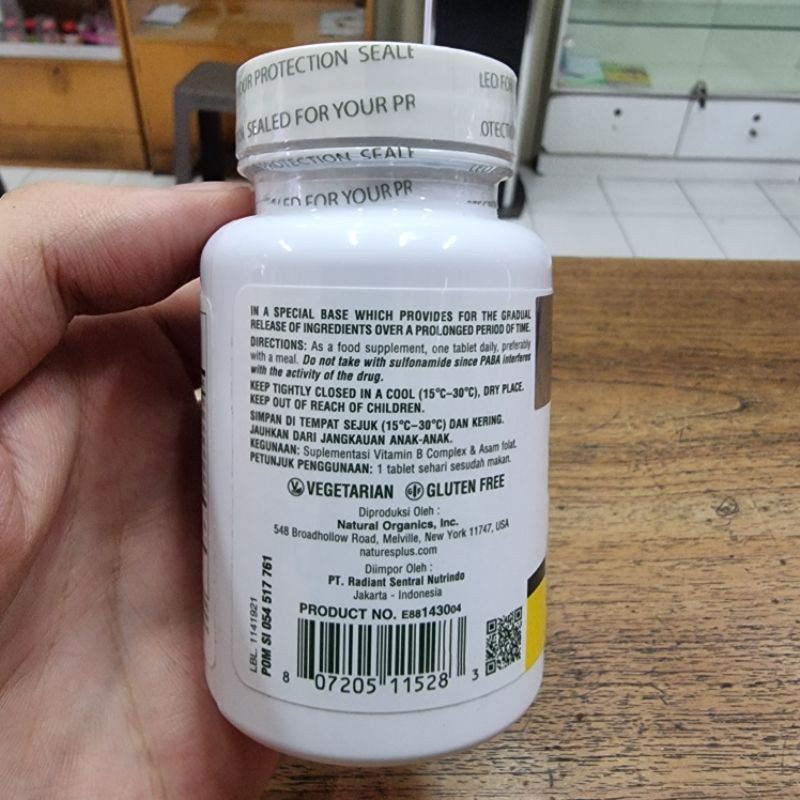 OUR PROTECTION SEALE
SEALED FOR YOUR PR
PROTECTION SEALE
FOR YOUR PR
IN A SPECIAL BASE WHICH PROVIDES FOR THE GRADUAL
RELEASE OF INGREDIENTS OVER A PROLONGED PERIOD OF TIME.
DIRECTIONS: As a food supplement, one tablet daily, preferably
with a meal. Do not take with sulfonamide since PABA interferes
with the activity of the drug.
KEEP TIGHTLY CLOSED IN A COOL (15°C–30°C), DRY PLACE.
KEEP OUT OF REACH OF CHILDREN.
SIMPAN DI TEMPAT SEJUK (15°C–30°C) DAN KERING.
JAUHKAN DARI JANGKAUAN ANAK-ANAK.
KEGUNAAN: Suplementasi Vitamin B Complex & Asam folat.
PETUNJUK PENGGUNAAN: 1 tablet sehari sesudah makan.
VEGETARIAN GLUTEN FREE
Diproduksi Oleh :
Natural Organics, Inc.
548 Broadhollow Road, Melville, New York 11747, USA
naturesplus.com
Diimpor Oleh :
PT. Radiant Sentral Nutrindo
Jakarta - Indonesia
PRODUCT NO. E88143004
8 07205 11528 3
LBL. 1141921
POM SI 054 517 761